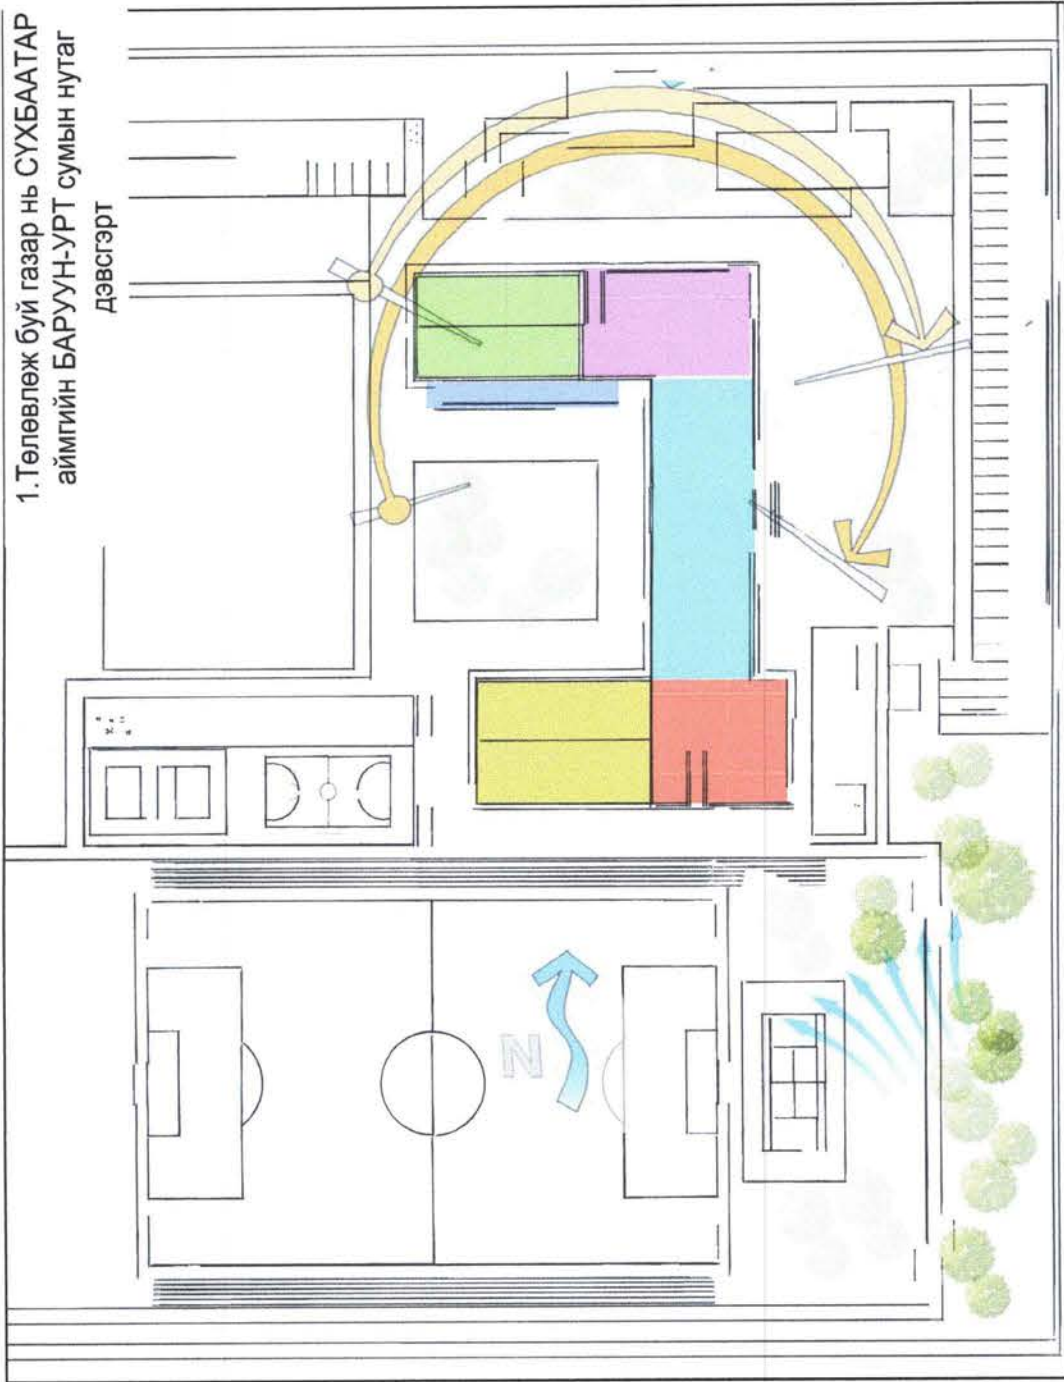 1.Төлөвлөж буй газар нь СҮХБААТАР
аймгийн БАРУУН-УРТ сумын нутаг
дэвсгэрт
N